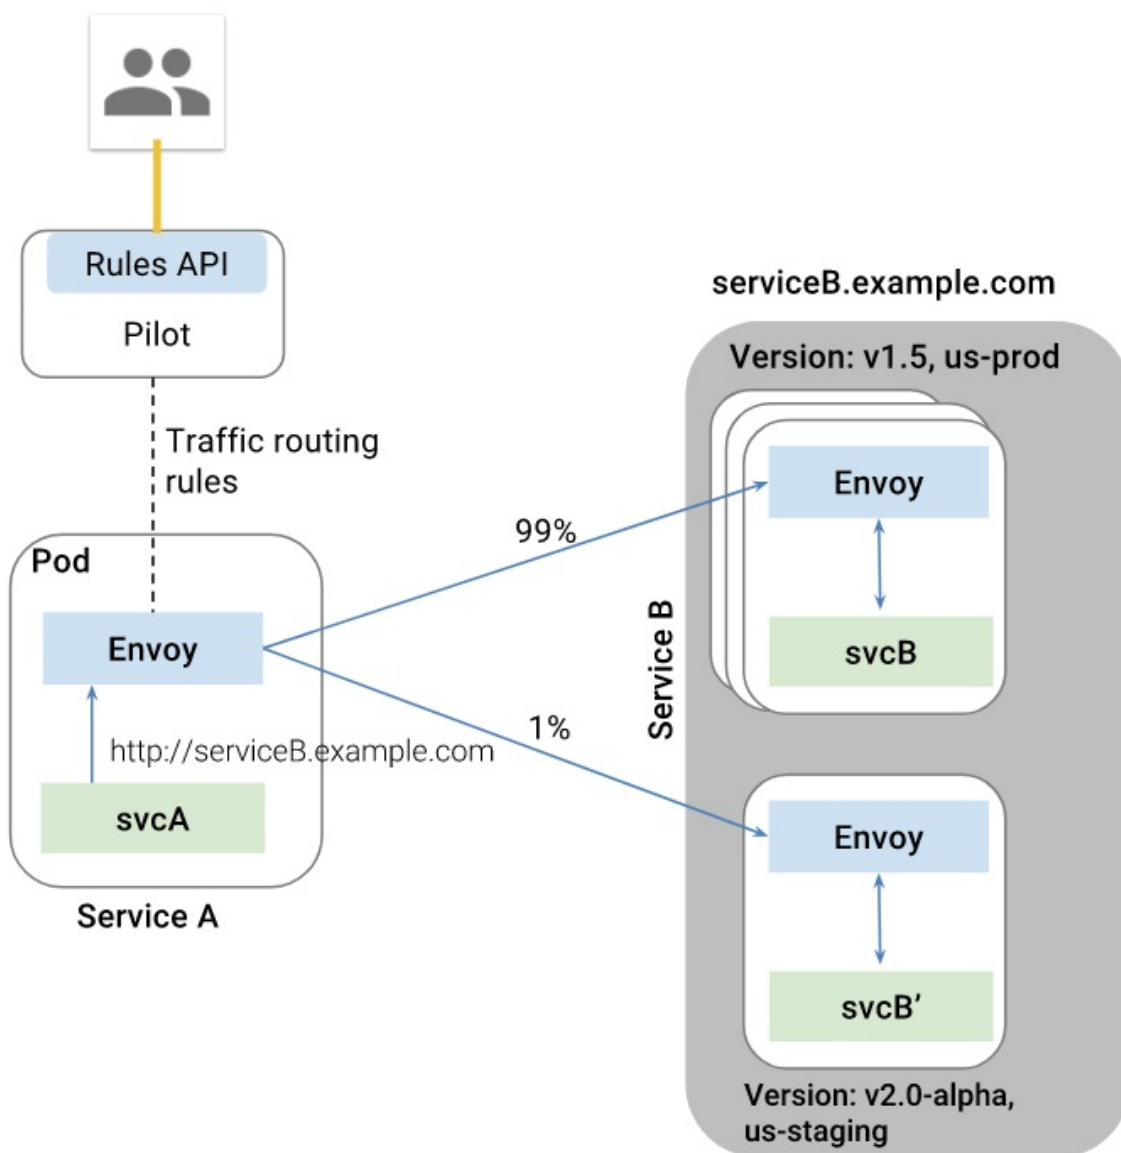 Rules API
Pilot
Traffic routing
rules
Pod
Envoy
http://serviceB.example.com
svcA
Service A
99%
1%
serviceB.example.com
Version: v1.5, us-prod
Envoy
svcB
Service B
Envoy
svcB’
Version: v2.0-alpha,
us-staging